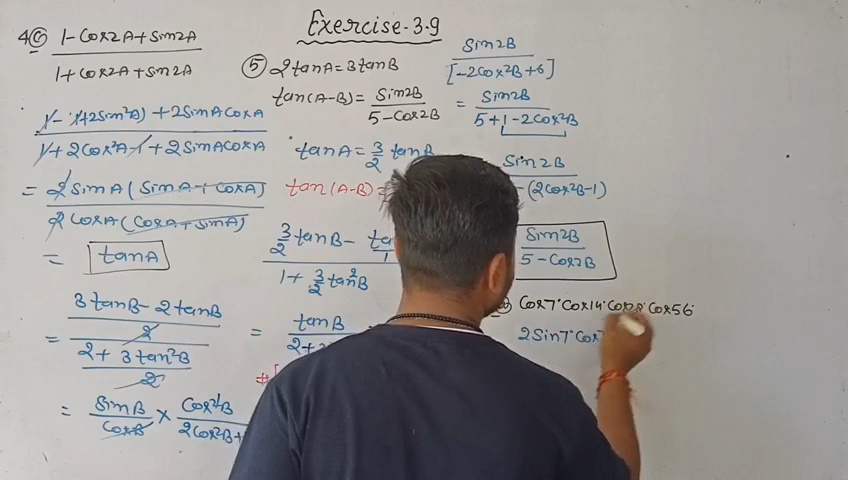 Exercise-3.9
4 (c) 1-Cos2A+Sin2A
1+Cos2A+Sin2A
1-1+2Sin²A)+2SinACosA
1+2Cos²A-1+2SinACosA
= 2SinA(SinA+CosA)
2CosA(CosA+SinA)
= tanA
(5) 2tanA=3tanB
tan(A-B)= Sin2B
5-Cos2B
tanA= 3/2 tanB
tan(A-B)=
3/2 tanB-
1+ 3/2 tan²B
= 3tanB-2tanB
2
2+3tan²B
2
= tanB
= SinB × Cos²B
CosB
Sin2B
[-2Cos²B+6]
= Sin2B
5+1-2Cos²B
Sin2B
-(2Cos²B-1)
Sin2B
5-Cos2B
Cos7°Cos14° Cos56°
2Sin7°Cos